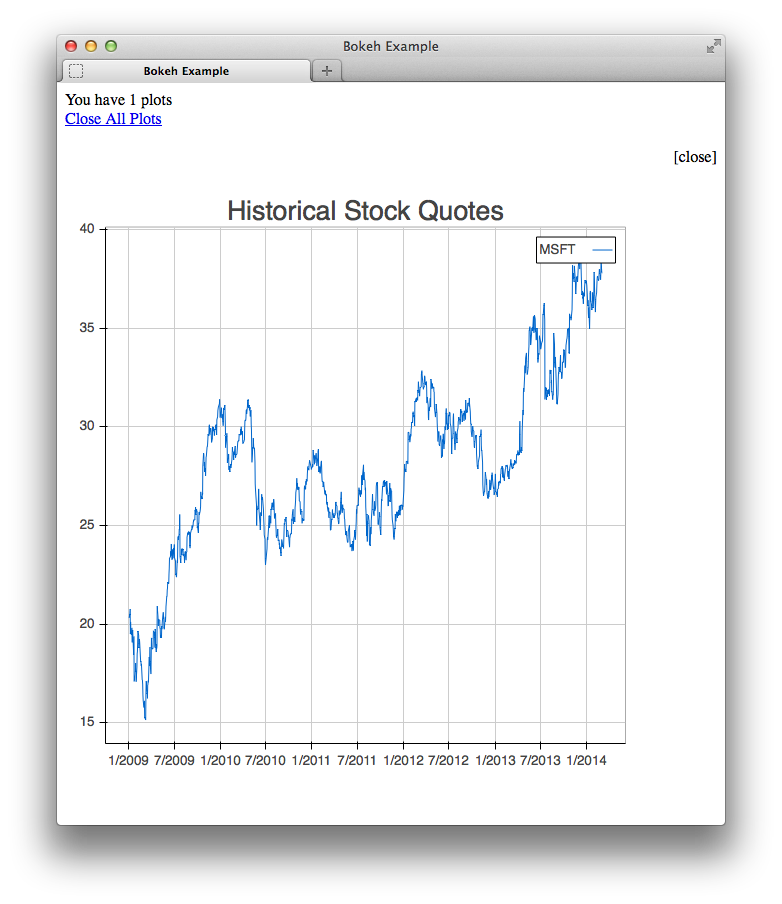 Bokeh Example
Bokeh Example
You have 1 plots
Close All Plots
[close]
Historical Stock Quotes
MSFT
40
35
30
25
20
15
1/2009 7/2009 1/2010 7/2010 1/2011 7/2011 1/2012 7/2012 1/2013 7/2013 1/2014